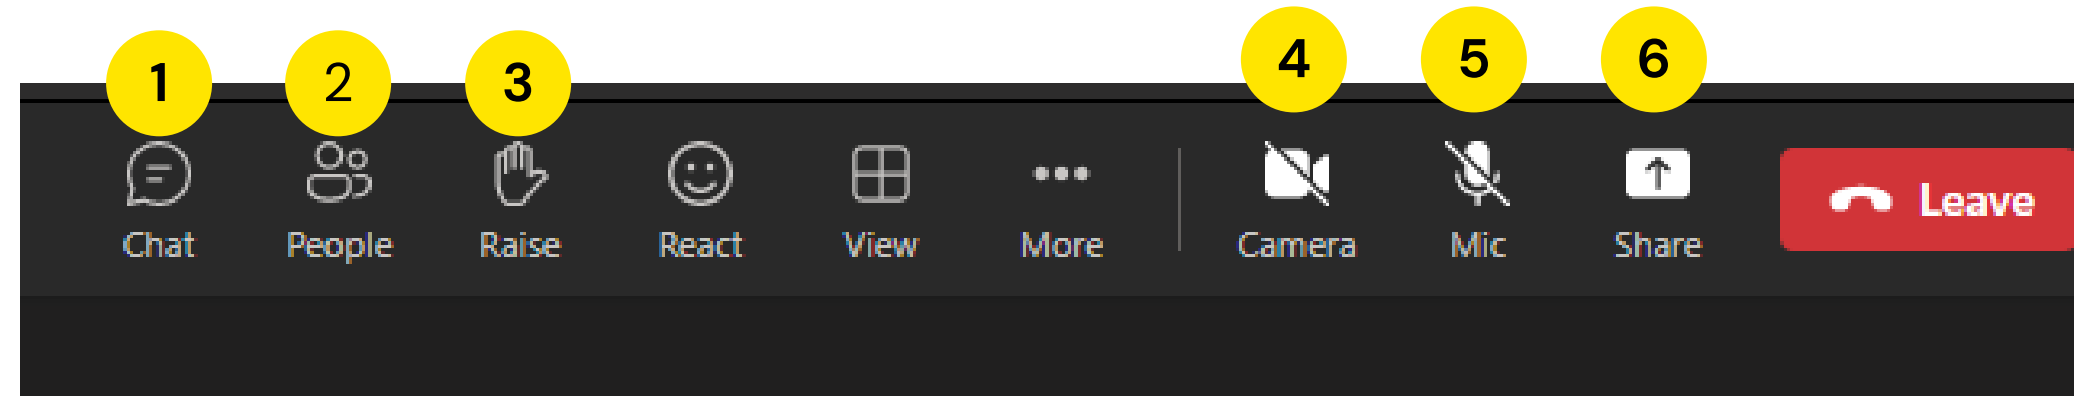 1 2 3 4 5 6
Chat People Raise React View More Camera Mic Share Leave